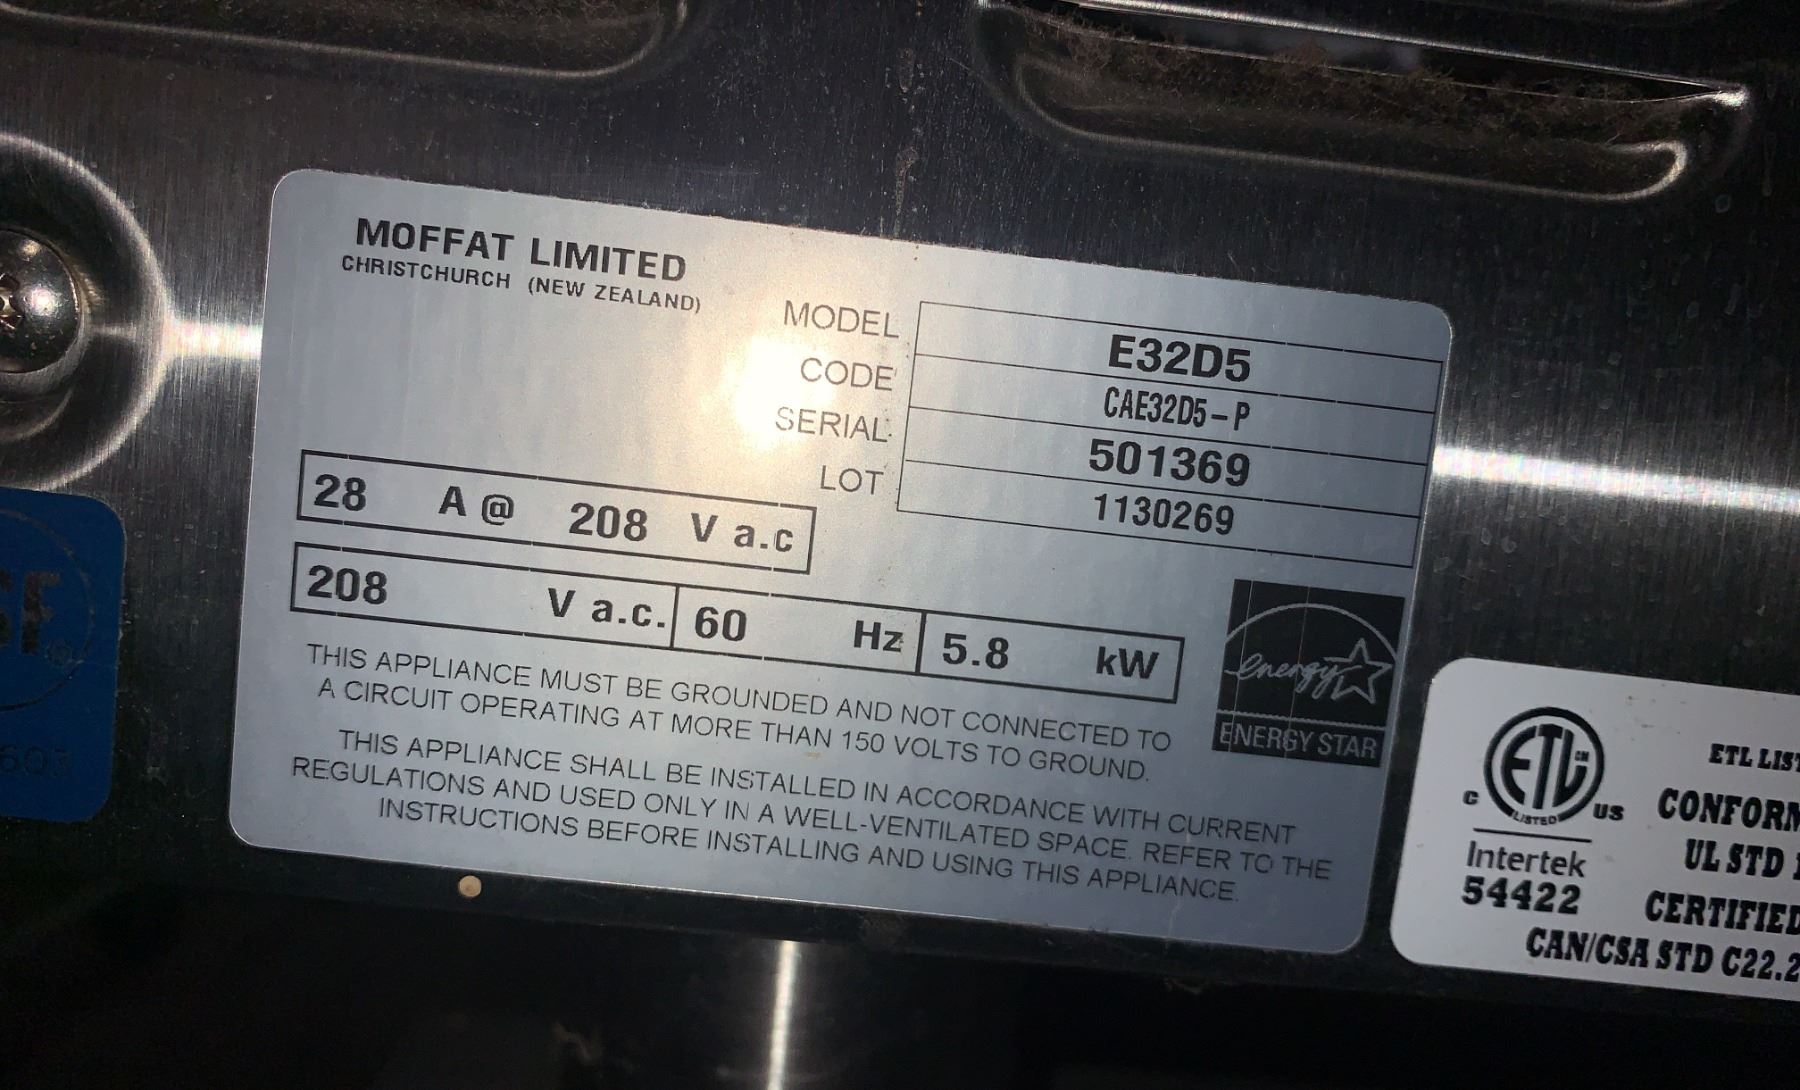 MOFFAT LIMITED
CHRISTCHURCH (NEW ZEALAND)
MODEL E32D5
CODE CAE32D5-P
SERIAL 501369
LOT 1130269
28 A @ 208 V a.c
208 V a.c. 60 Hz 5.8 kW
energy
ENERGY STAR
THIS APPLIANCE MUST BE GROUNDED AND NOT CONNECTED TO
A CIRCUIT OPERATING AT MORE THAN 150 VOLTS TO GROUND.
THIS APPLIANCE SHALL BE INSTALLED IN ACCORDANCE WITH CURRENT
REGULATIONS AND USED ONLY IN A WELL-VENTILATED SPACE. REFER TO THE
INSTRUCTIONS BEFORE INSTALLING AND USING THIS APPLIANCE.
ETL CM
LISTED
C US
Intertek
54422
ETL
UL STD
CERTIFIED
CAN/CSA STD C22.2